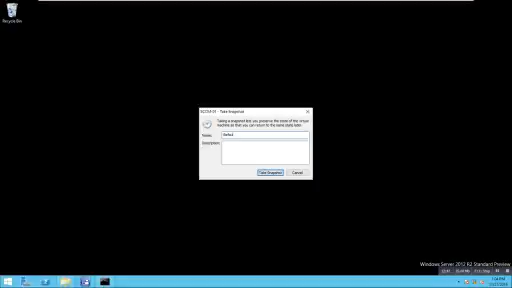 Recycle Bin
Take Snapshot
Taking a snapshot lets you preserve the state of the virtual
machine so that you can return to the same state later.
Name:
Description:
Take Snapshot
Cancel
Windows Server 2012 R2 Standard Preview